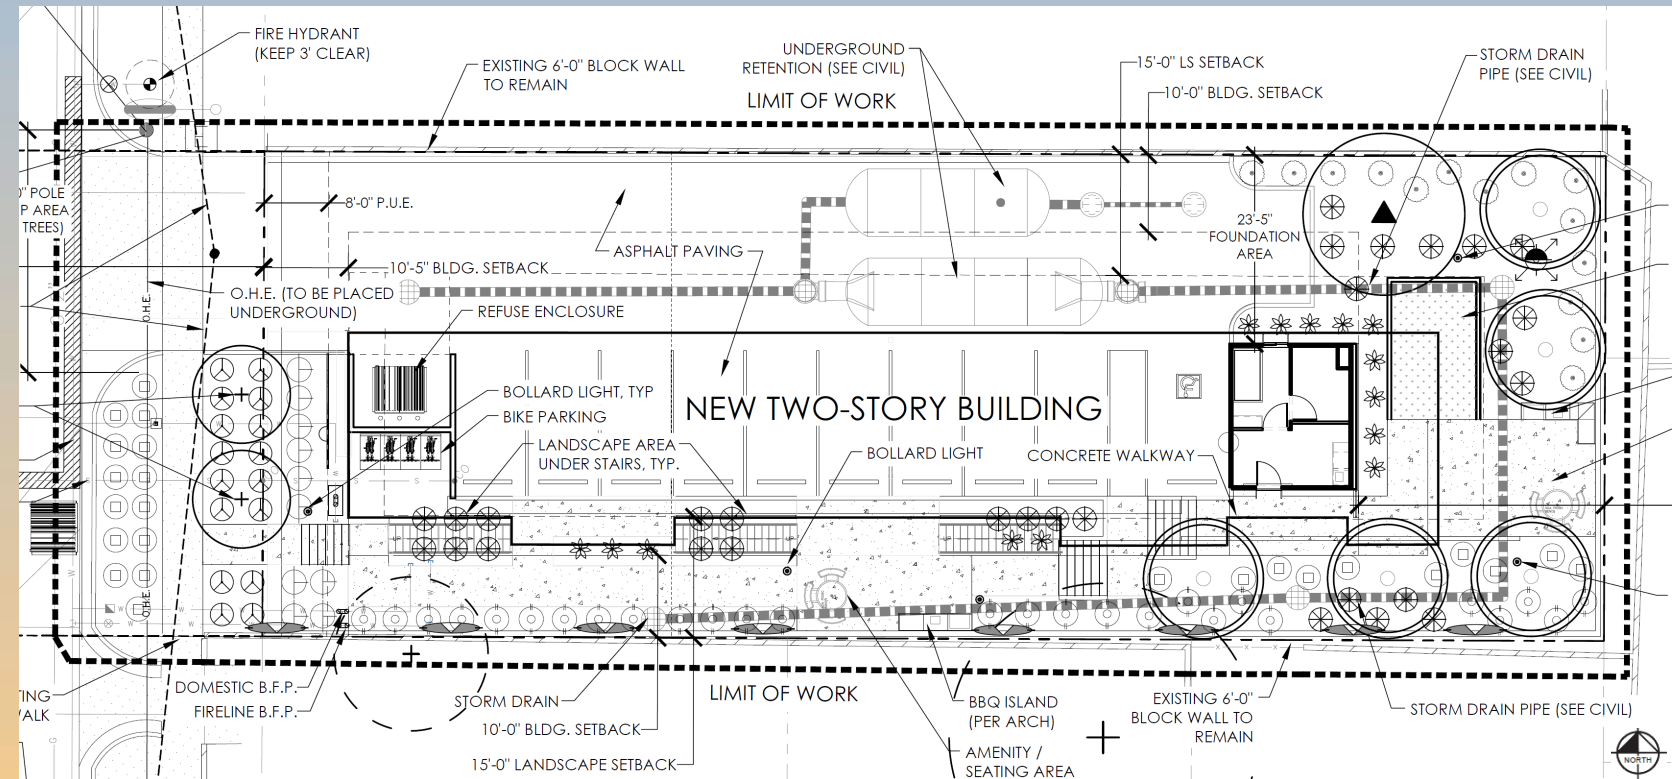 FIRE HYDRANT
(KEEP 3' CLEAR)
EXISTING 6'-0" BLOCK WALL
TO REMAIN
UNDERGROUND
RETENTION (SEE CIVIL)
LIMIT OF WORK
15'-0" LS SETBACK
10'-0" BLDG. SETBACK
STORM DRAIN
PIPE (SEE CIVIL)
0" POLE
P AREA
TREES)
8'-0" P.U.E.
23'-5"
FOUNDATION
AREA
ASPHALT PAVING
10'-5" BLDG. SETBACK
O.H.E. (TO BE PLACED
UNDERGROUND)
O.H.E.
REFUSE ENCLOSURE
BOLLARD LIGHT, TYP
BIKE PARKING
NEW TWO-STORY BUILDING
LANDSCAPE AREA
UNDER STAIRS, TYP.
BOLLARD LIGHT
CONCRETE WALKWAY
UP
UP
UP
O.H.E.
TING
ALK
DOMESTIC B.F.P.
FIRELINE B.F.P.
STORM DRAIN
10'-0" BLDG. SETBACK
15'-0" LANDSCAPE SETBACK
LIMIT OF WORK
BBQ ISLAND
(PER ARCH)
AMENITY /
SEATING AREA
EXISTING 6'-0"
BLOCK WALL TO
REMAIN
STORM DRAIN PIPE (SEE CIVIL)
NORTH